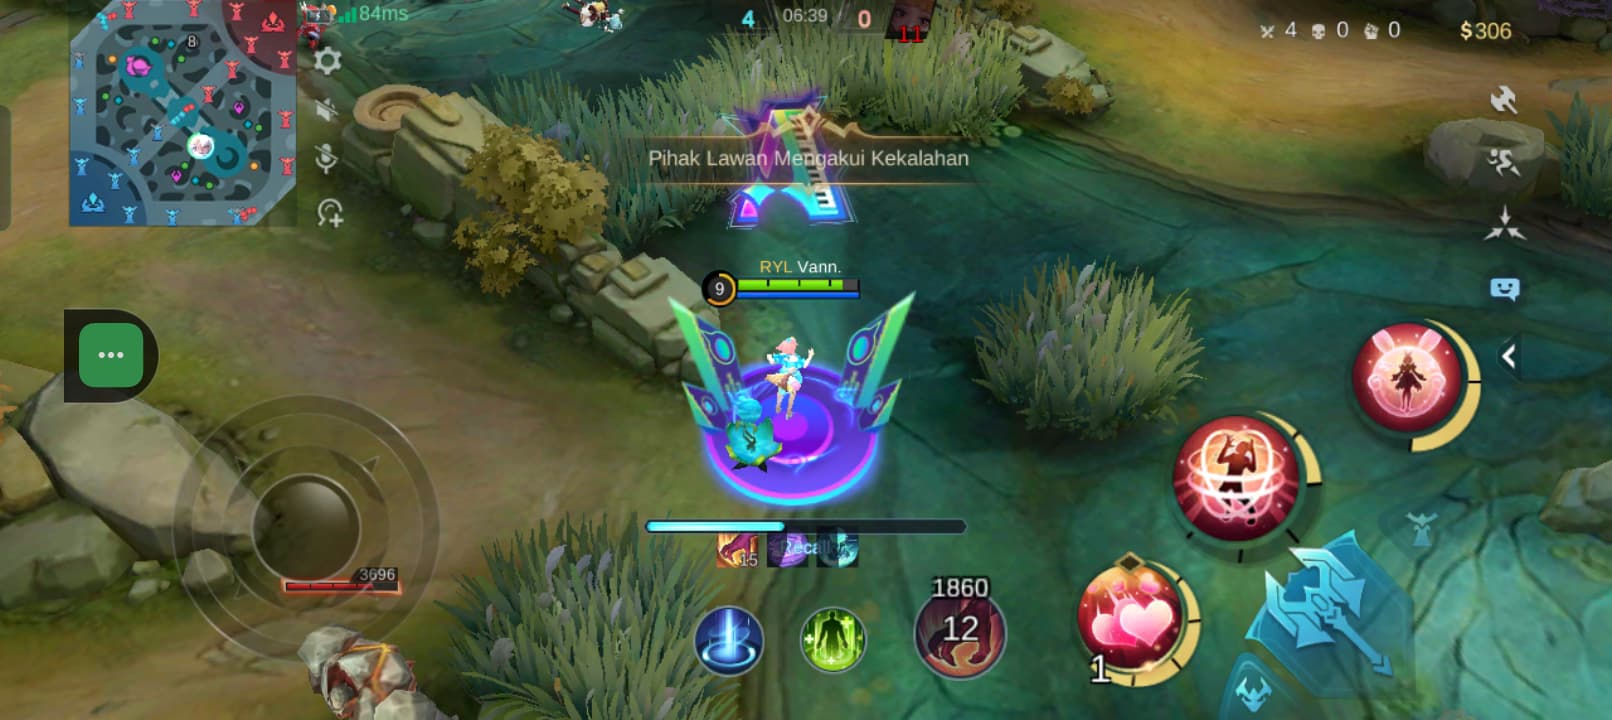 84ms
4 06:39 0
11
4 0 0 $306
8
Pihak Lawan Mengakui Kekalahan
RYL Vann.
9
3696
15
Recall
1860
12
1